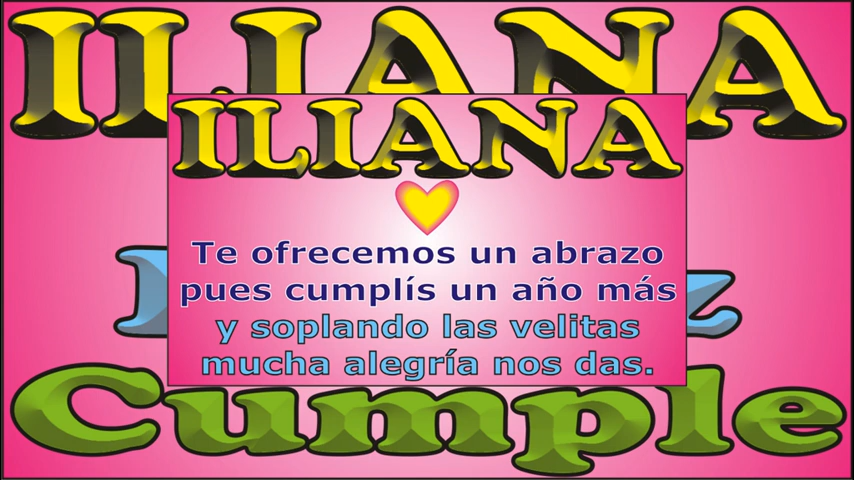 ILIANA
ILIANA
Te ofrecemos un abrazo
pues cumplís un año más
y soplando las velitas
mucha alegría nos das.
Cumple